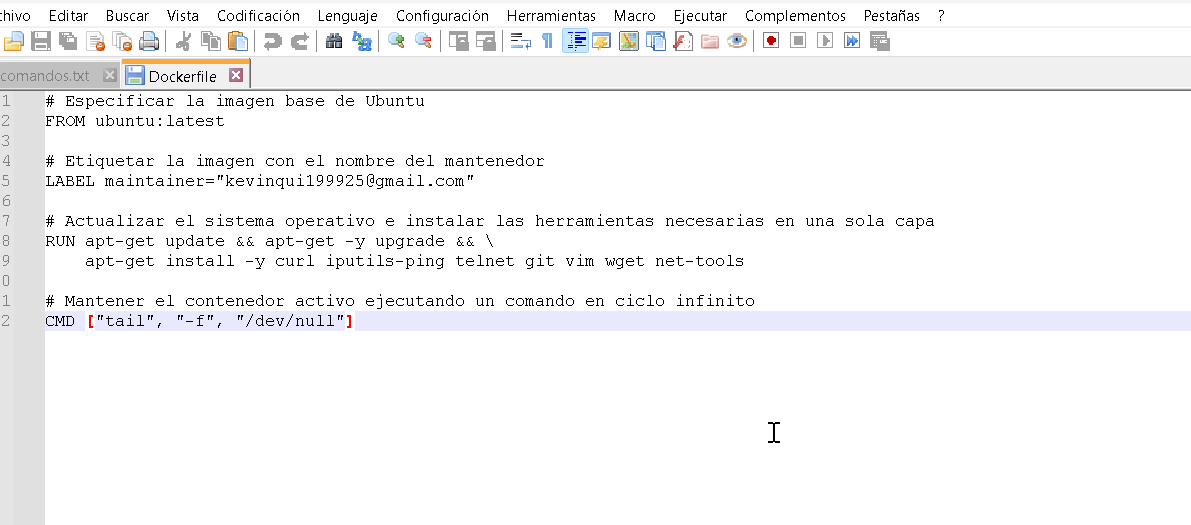 chivo Editar Buscar Vista Codificación Lenguaje Configuración Herramientas Macro Ejecutar Complementos Pestañas ?
comandos.txt Dockerfile
1 # Especificar la imagen base de Ubuntu
2 FROM ubuntu:latest
3
4 # Etiquetar la imagen con el nombre del mantenedor
5 LABEL maintainer="kevinqui199925@gmail.com"
6
7 # Actualizar el sistema operativo e instalar las herramientas necesarias en una sola capa
8 RUN apt-get update && apt-get -y upgrade && \
9 apt-get install -y curl iputils-ping telnet git vim wget net-tools
0
1 # Mantener el contenedor activo ejecutando un comando en ciclo infinito
2 CMD ["tail", "-f", "/dev/null"]